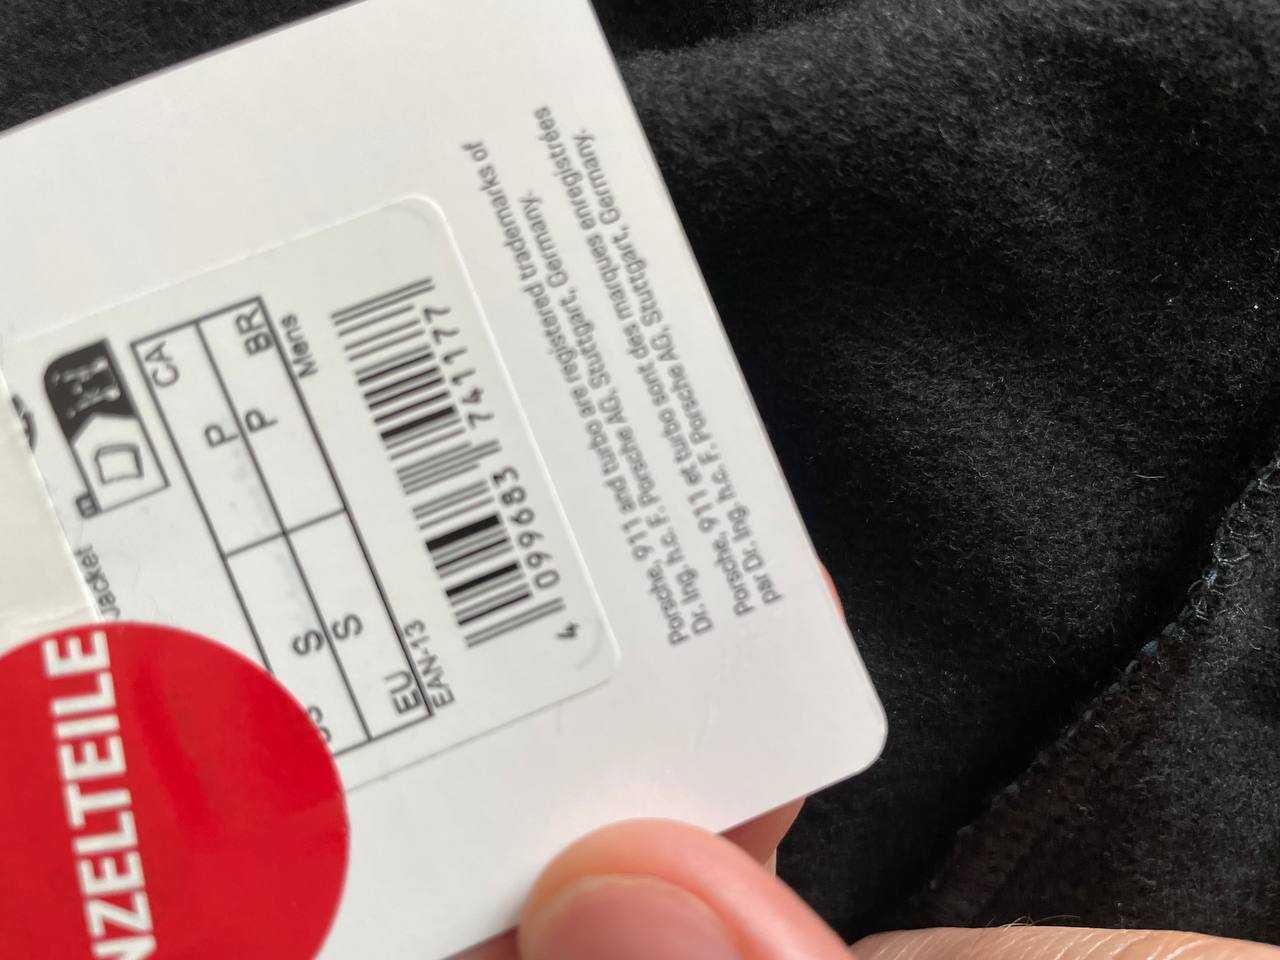 Jacket
CA
P
P
BR
Mens
S
S
EU
EAN-13
4 099683 741177
Porsche, 911 and turbo are registered trademarks of
Dr. Ing. h.c. F. Porsche AG, Stuttgart, Germany.
Porsche, 911 et turbo sont des marques enregistrées
par Dr. Ing. h.c. F. Porsche AG, Stuttgart, Germany.
NZELTEILE